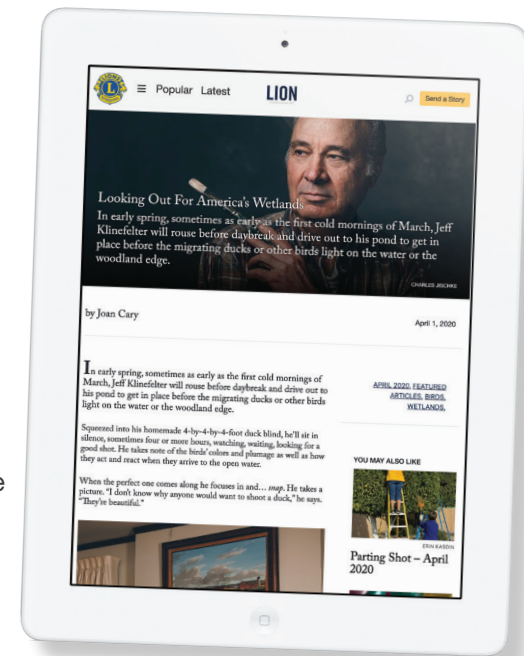 Popular Latest
LION
Send a Story
Looking Out For America's Wetlands
In early spring, sometimes as early as the first cold mornings of March, Jeff
Klinefelter will rouse before daybreak and drive out to his pond to get in
place before the migrating ducks or other birds light on the water or the
woodland edge.
CHARLES JISCHKE
by Joan Cary
April 1, 2020
In early spring, sometimes as early as the first cold mornings of
March, Jeff Klinefelter will rouse before daybreak and drive out to
his pond to get in place before the migrating ducks or other birds
light on the water or the woodland edge.
Squeezed into his homemade 4-by-4-by-4-foot duck blind, he'll sit in
silence, sometimes four or more hours, watching, waiting, looking for a
good shot. He takes note of the birds' colors and plumage as well as how
they act and react when they arrive to the open water.
When the perfect one comes along he focuses in and… snap. He takes a
picture. "I don't know why anyone would want to shoot a duck," he says.
"They're beautiful."
APRIL 2020, FEATURED
ARTICLES, BIRDS,
WETLANDS,
YOU MAY ALSO LIKE
ERIN KASDIN
Parting Shot – April
2020
e